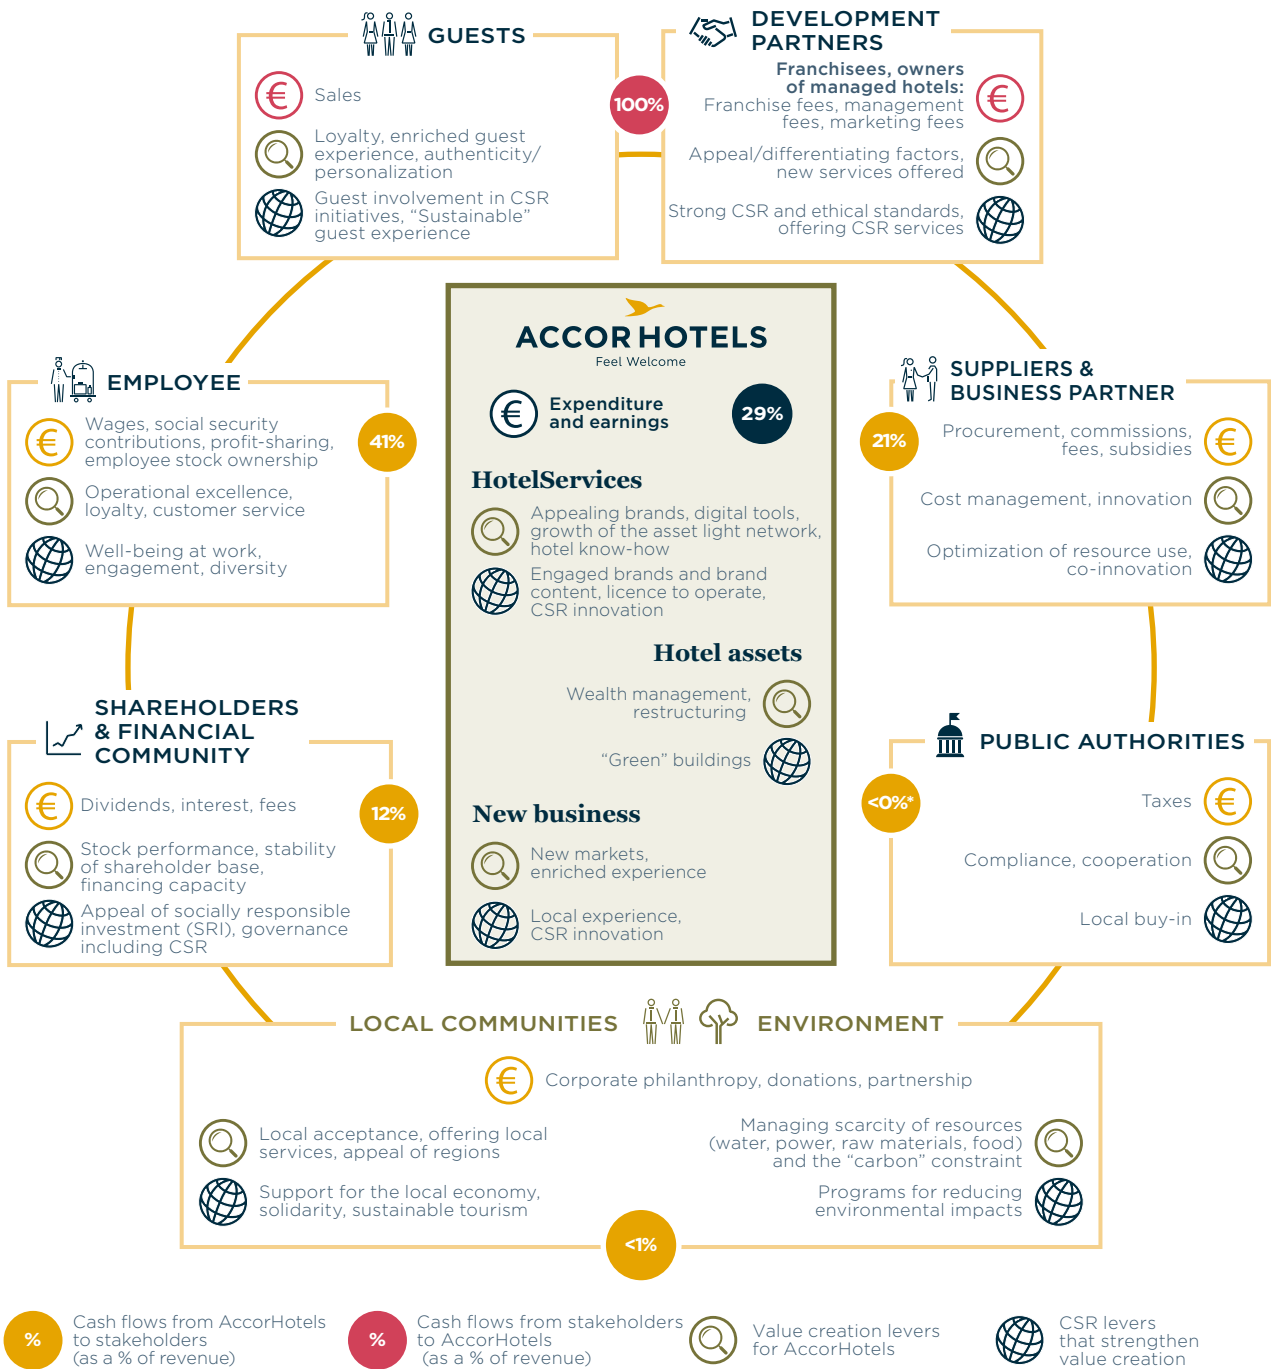 GUESTS
€
Sales
Loyalty, enriched guest
experience, authenticity/
personalization
Guest involvement in CSR
initiatives, “Sustainable”
guest experience
100%
DEVELOPMENT
PARTNERS
Franchisees, owners
of managed hotels:
Franchise fees, management
fees, marketing fees
€
Appeal/differentiating factors,
new services offered
Strong CSR and ethical standards,
offering CSR services
EMPLOYEE
€
Wages, social security
contributions, profit-sharing,
employee stock ownership
41%
Operational excellence,
loyalty, customer service
Well-being at work,
engagement, diversity
ACCORHOTELS
Feel Welcome
€
Expenditure
and earnings
29%
HotelServices
Appealing brands, digital tools,
growth of the asset light network,
hotel know-how
Engaged brands and brand
content, licence to operate,
CSR innovation
Hotel assets
Wealth management,
restructuring
“Green” buildings
New business
New markets,
enriched experience
Local experience,
CSR innovation
SUPPLIERS &
BUSINESS PARTNER
21%
Procurement, commissions,
fees, subsidies
€
Cost management, innovation
Optimization of resource use,
co-innovation
SHAREHOLDERS
& FINANCIAL
COMMUNITY
€
Dividends, interest, fees
12%
Stock performance, stability
of shareholder base,
financing capacity
Appeal of socially responsible
investment (SRI), governance
including CSR
PUBLIC AUTHORITIES
<0%*
Taxes
€
Compliance, cooperation
Local buy-in
LOCAL COMMUNITIES
ENVIRONMENT
€
Corporate philanthropy, donations, partnership
Local acceptance, offering local
services, appeal of regions
Support for the local economy,
solidarity, sustainable tourism
Managing scarcity of resources
(water, power, raw materials, food)
and the “carbon” constraint
Programs for reducing
environmental impacts
<1%
%
Cash flows from AccorHotels
to stakeholders
(as a % of revenue)
%
Cash flows from stakeholders
to AccorHotels
(as a % of revenue)
Value creation levers
for AccorHotels
CSR levers
that strengthen
value creation